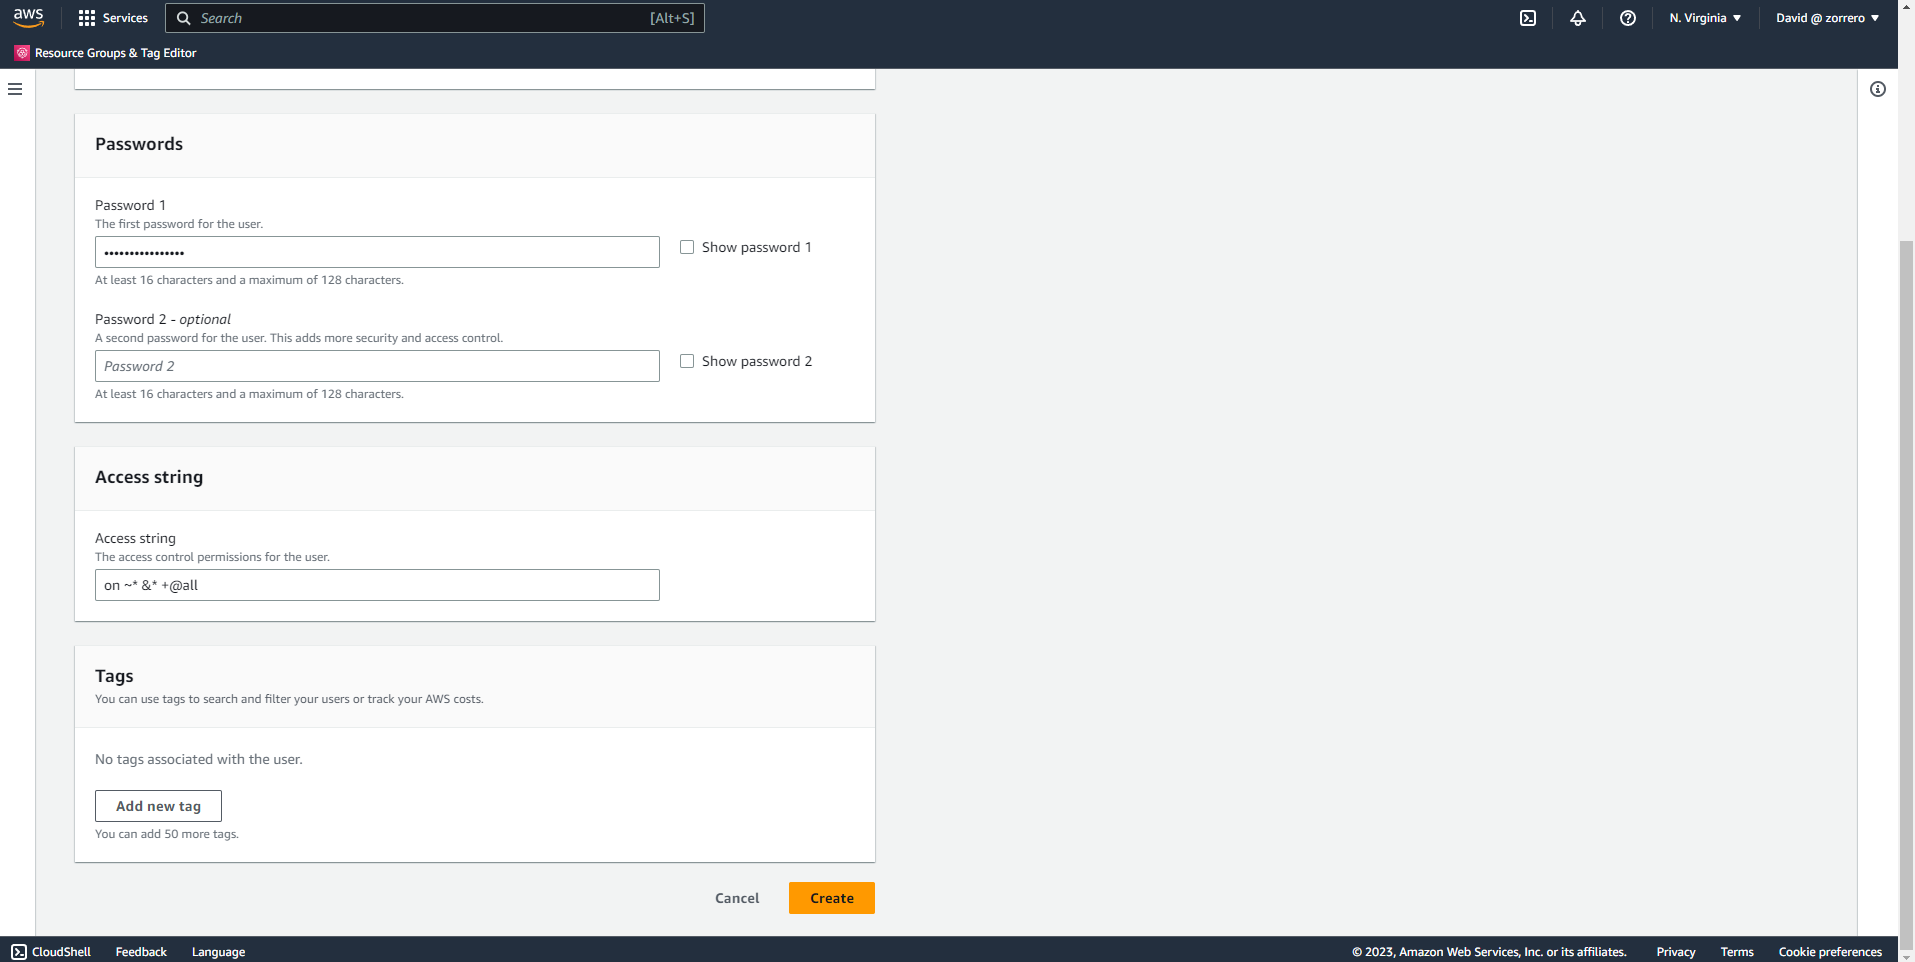 aws
Services
Search
[Alt+S]
N. Virginia
David @ zorrero
Resource Groups & Tag Editor
Passwords
Password 1
The first password for the user.
••••••••••••••••
Show password 1
At least 16 characters and a maximum of 128 characters.
Password 2 - optional
A second password for the user. This adds more security and access control.
Password 2
Show password 2
At least 16 characters and a maximum of 128 characters.
Access string
Access string
The access control permissions for the user.
on ~* &* +@all
Tags
You can use tags to search and filter your users or track your AWS costs.
No tags associated with the user.
Add new tag
You can add 50 more tags.
Cancel
Create
CloudShell
Feedback
Language
© 2023, Amazon Web Services, Inc. or its affiliates.
Privacy
Terms
Cookie preferences